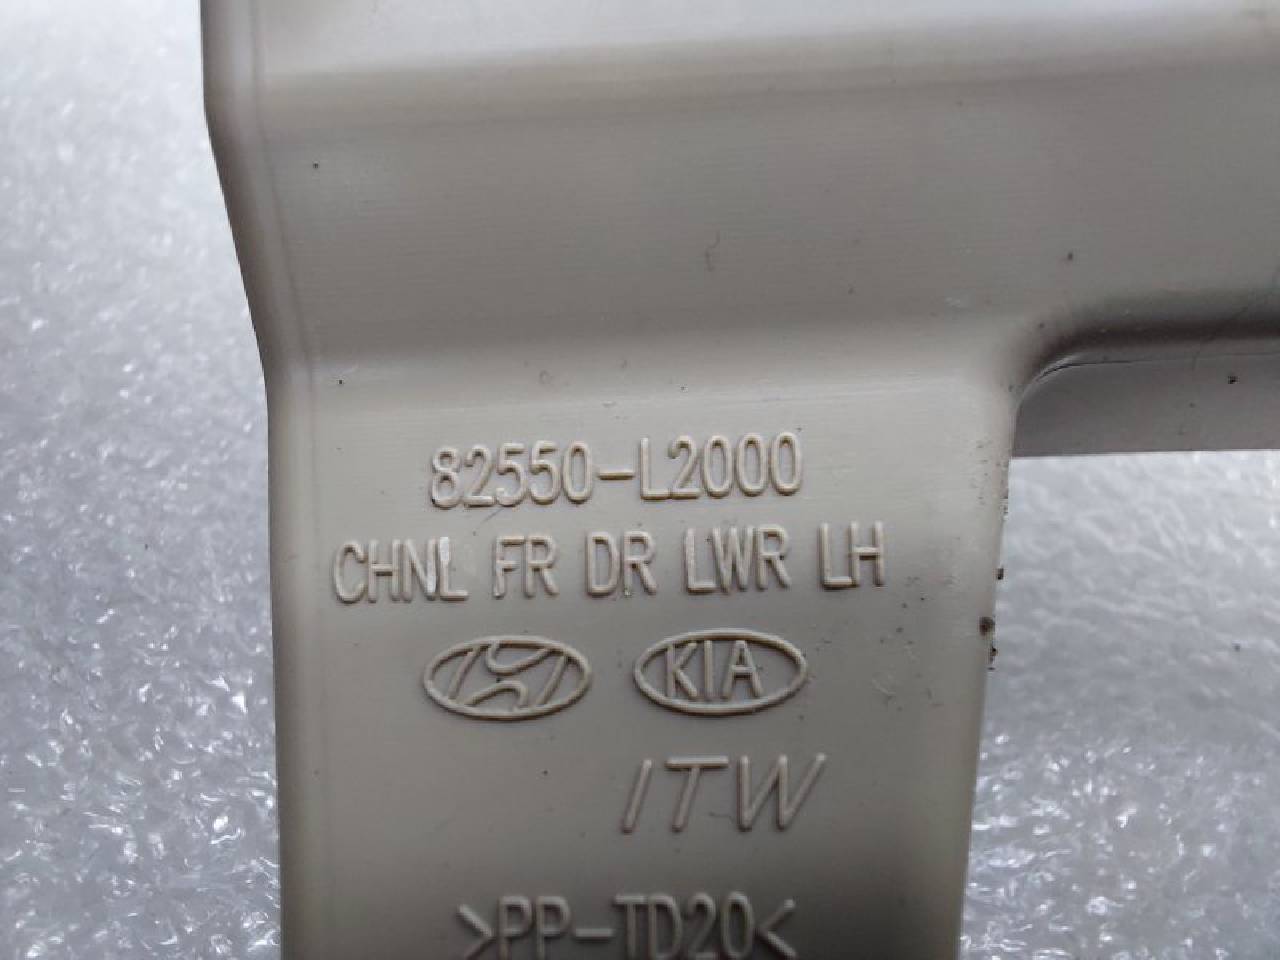 82550-L2000
CHNL FR DR LWR LH
KIA
ITW
>PP-TD20<